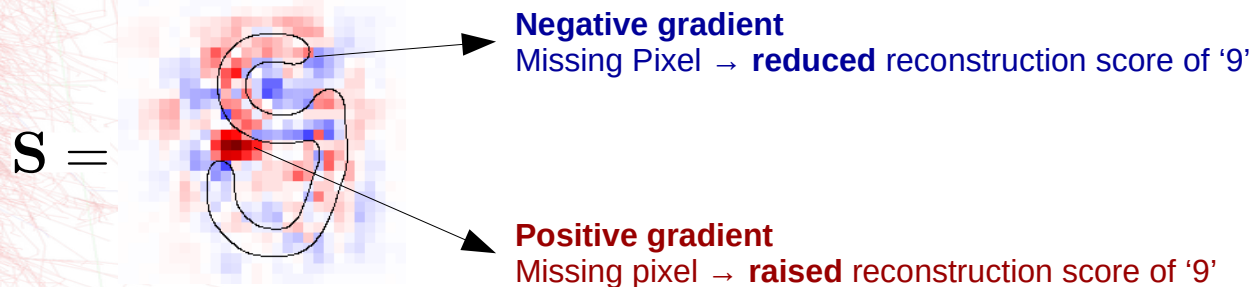 Negative gradient
Missing Pixel → reduced reconstruction score of ‘9’
S =
Positive gradient
Missing pixel → raised reconstruction score of ‘9’